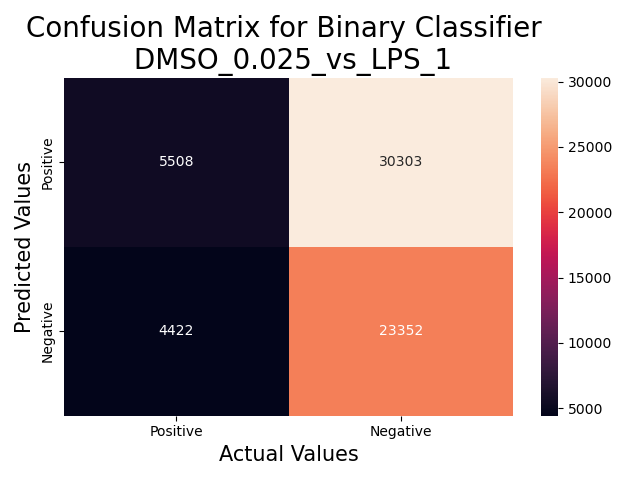 Confusion Matrix for Binary Classifier
DMSO_0.025_vs_LPS_1
Predicted Values
Positive
Negative
5508
30303
4422
23352
Positive
Negative
Actual Values
30000
25000
20000
15000
10000
5000